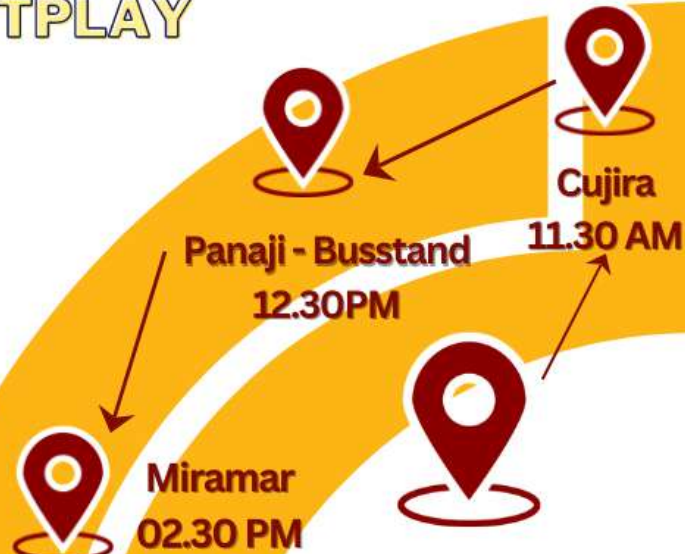 TPLAY
Cujira
11.30 AM
Panaji - Busstand
12.30PM
Miramar
02.30 PM